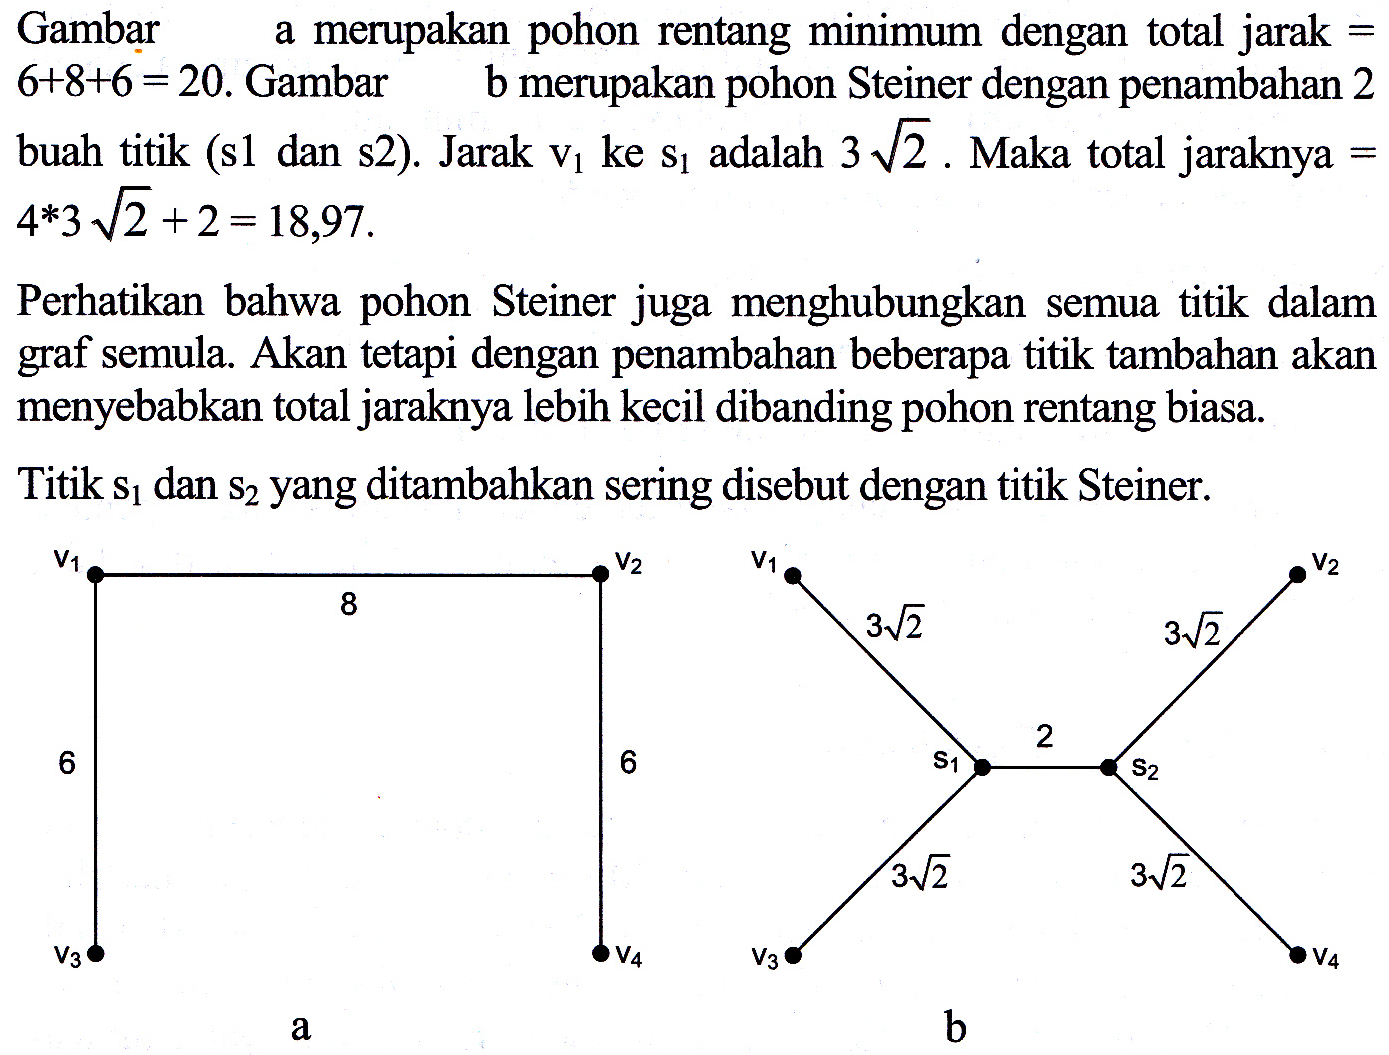 Gambar a merupakan pohon rentang minimum dengan total jarak =
6+8+6 = 20. Gambar b merupakan pohon Steiner dengan penambahan 2
buah titik (s1 dan s2). Jarak v₁ ke s₁ adalah 3√2 . Maka total jaraknya =
4*3√2 + 2 = 18,97.
Perhatikan bahwa pohon Steiner juga menghubungkan semua titik dalam
graf semula. Akan tetapi dengan penambahan beberapa titik tambahan akan
menyebabkan total jaraknya lebih kecil dibanding pohon rentang biasa.
Titik s₁ dan s₂ yang ditambahkan sering disebut dengan titik Steiner.
v₁
v₂
8
6
6
v₃
v₄
a
v₁
v₂
3√2
3√2
2
s₁
s₂
3√2
3√2
v₃
v₄
b